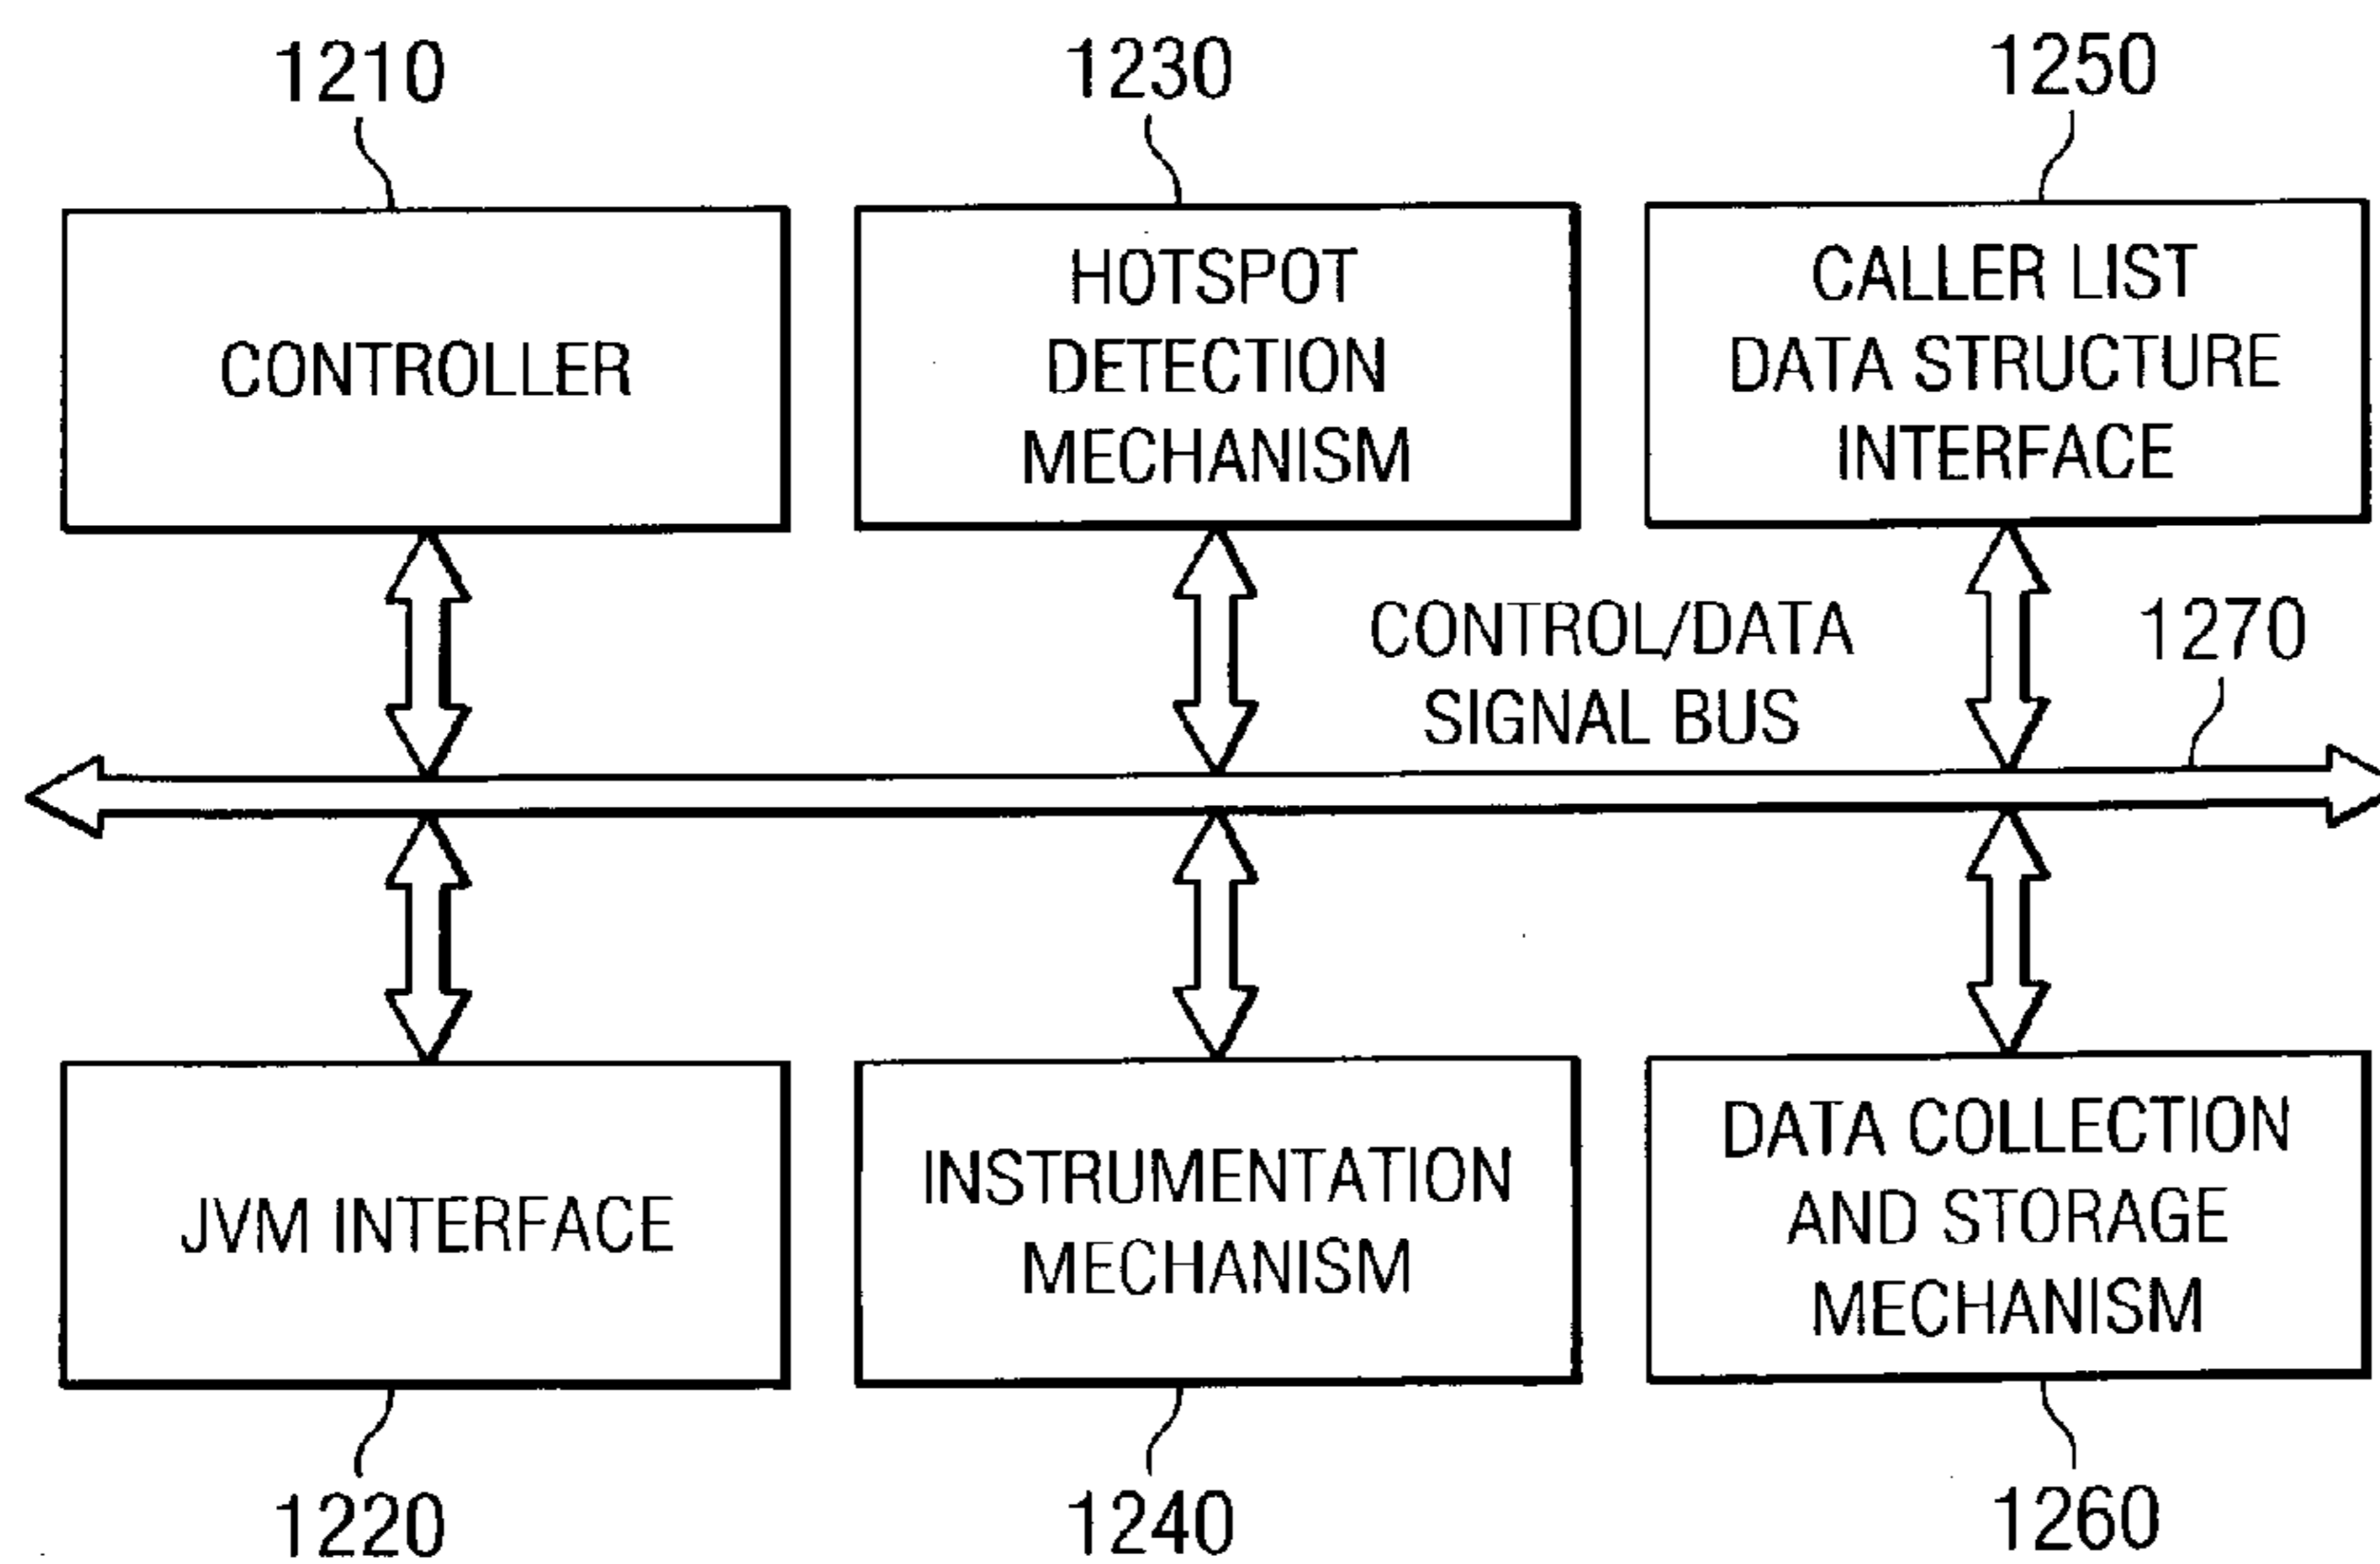 1210
1230
1250
CONTROLLER
HOTSPOT
DETECTION
MECHANISM
CALLER LIST
DATA STRUCTURE
INTERFACE
CONTROL/DATA
SIGNAL BUS
1270
JVM INTERFACE
INSTRUMENTATION
MECHANISM
DATA COLLECTION
AND STORAGE
MECHANISM
1220
1240
1260